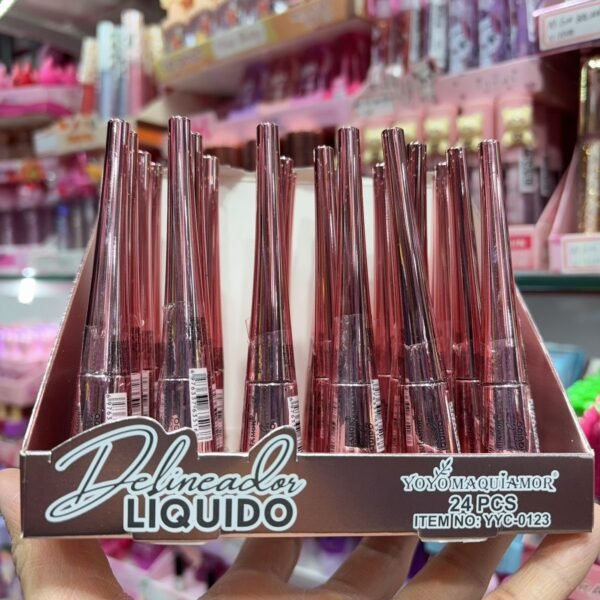 Delineador
LIQUIDO
YOYO MAQUIAMOR
24 PCS
ITEM NO: YYC-0123